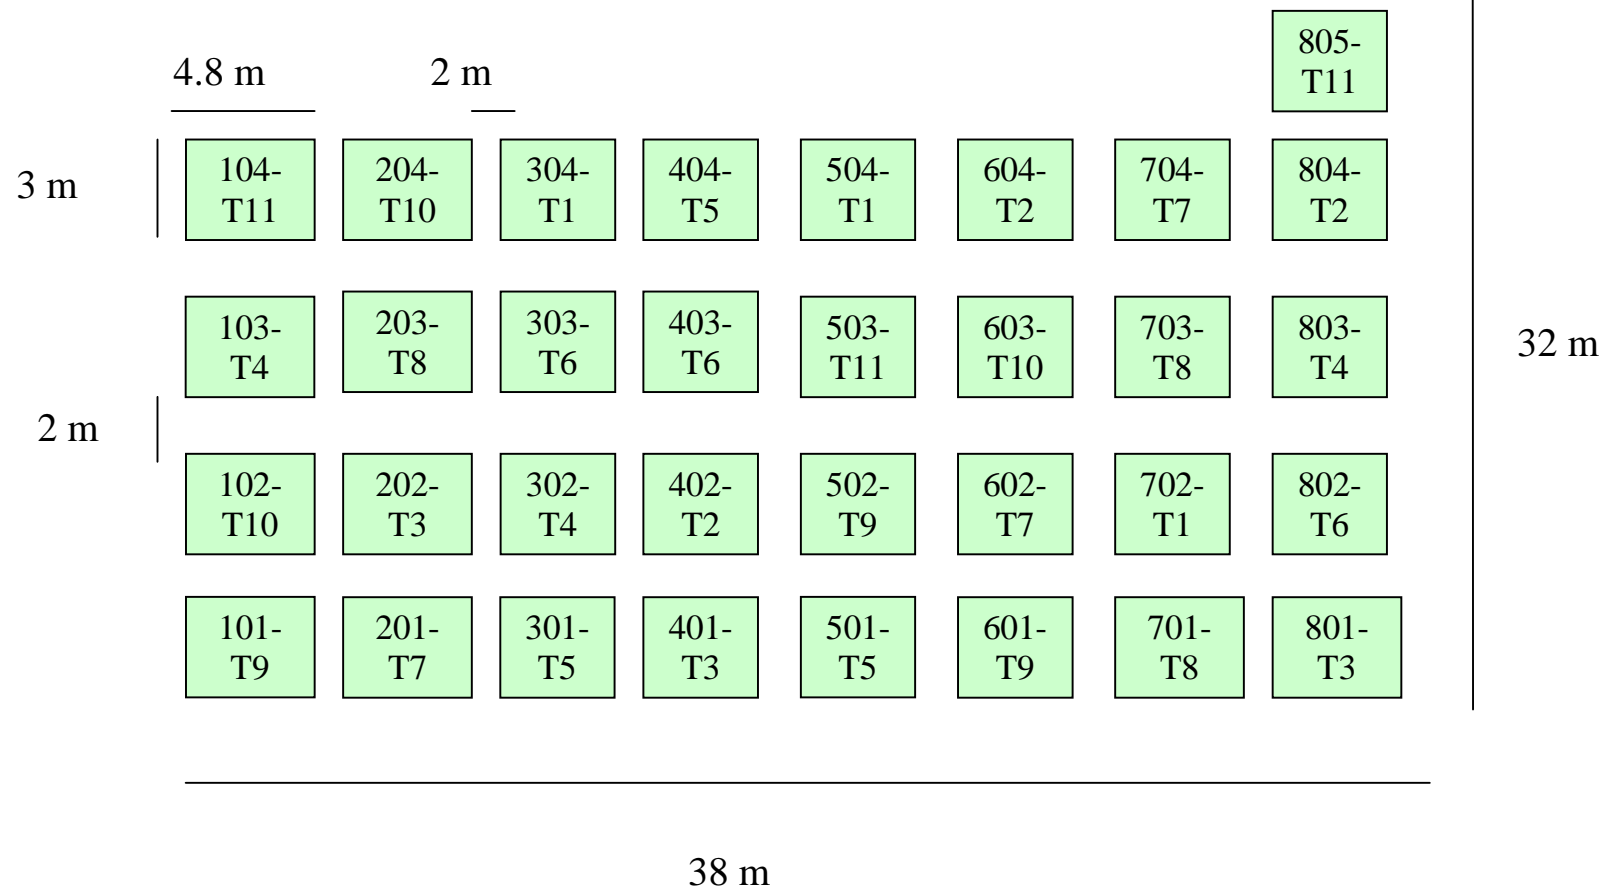 805-
T11
4.8 m
2 m
3 m
104-
T11
204-
T10
304-
T1
404-
T5
504-
T1
604-
T2
704-
T7
804-
T2
103-
T4
203-
T8
303-
T6
403-
T6
503-
T11
603-
T10
703-
T8
803-
T4
32 m
2 m
102-
T10
202-
T3
302-
T4
402-
T2
502-
T9
602-
T7
702-
T1
802-
T6
101-
T9
201-
T7
301-
T5
401-
T3
501-
T5
601-
T9
701-
T8
801-
T3
38 m